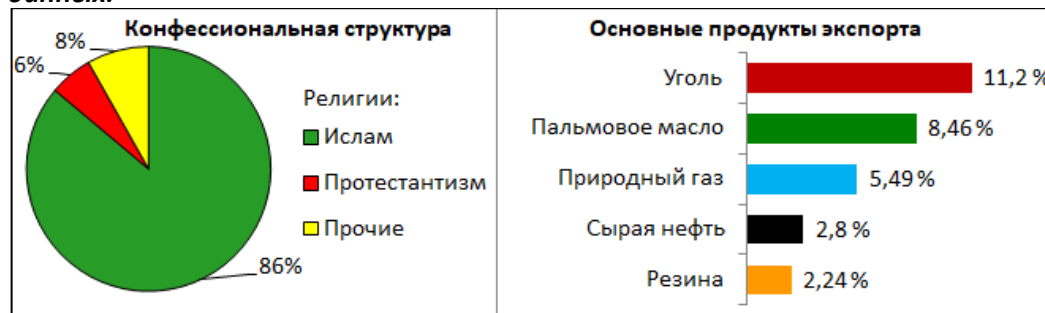 данных.
Конфессиональная структура
8%
6%
Религии:
Ислам
Протестантизм
Прочие
86%
Основные продукты экспорта
Уголь 11,2 %
Пальмовое масло 8,46 %
Природный газ 5,49 %
Сырая нефть 2,8 %
Резина 2,24 %